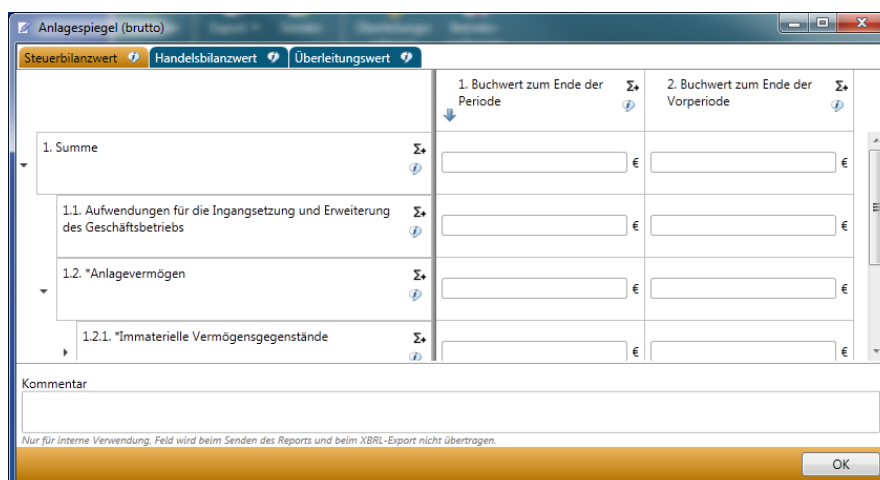 Anlagespiegel (brutto)
Steuerbilanzwert Handelsbilanzwert Überleitungswert
1. Buchwert zum Ende der
Periode
Σ+
2. Buchwert zum Ende der
Vorperiode
Σ+
1. Summe
Σ+
€ €
1.1. Aufwendungen für die Ingangsetzung und Erweiterung
des Geschäftsbetriebs
Σ+
€ €
1.2. *Anlagevermögen
Σ+
€ €
1.2.1. *Immaterielle Vermögensgegenstände
Σ+
€ €
Kommentar
Nur für interne Verwendung, Feld wird beim Senden des Reports und beim XBRL-Export nicht übertragen.
OK